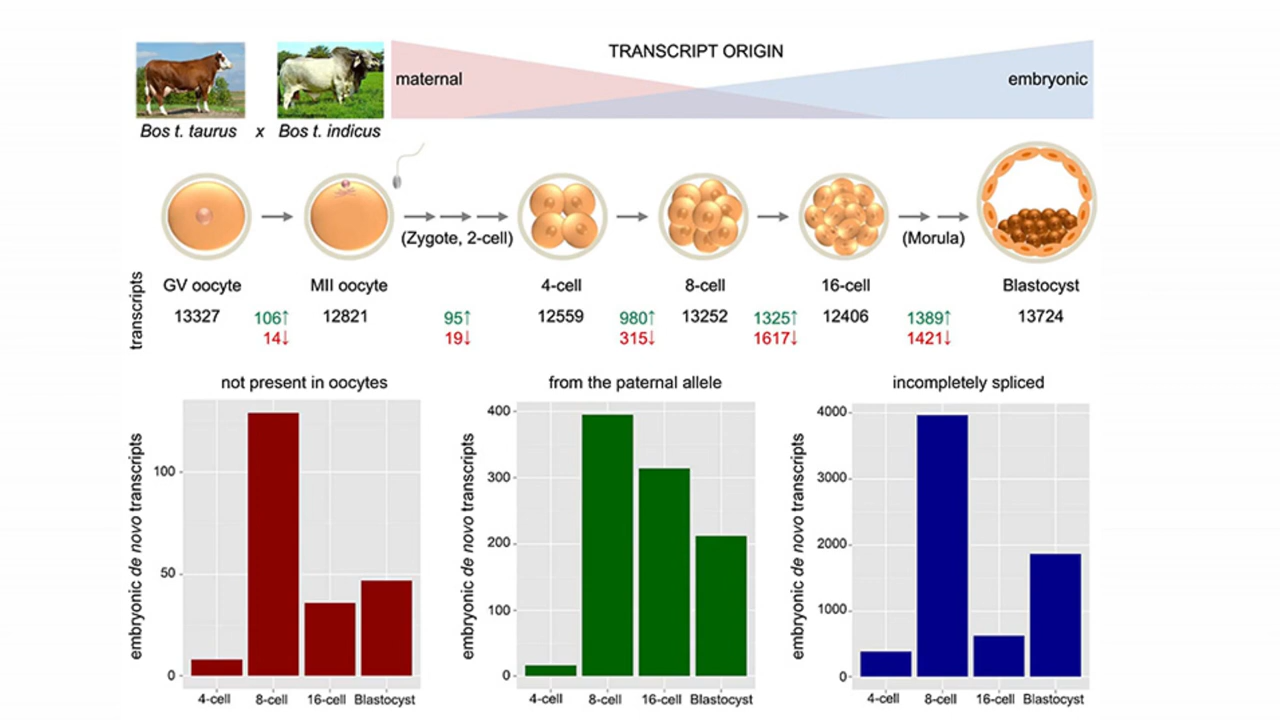 TRANSCRIPT ORIGIN
maternal
embryonic
Bos t. taurus x Bos t. indicus
(Zygote, 2-cell)
(Morula)
GV oocyte
MII oocyte
4-cell
8-cell
16-cell
Blastocyst
transcripts
13327
106↑
14↓
12821
95↑
19↓
12559
980↑
315↓
13252
1325↑
1617↓
12406
1389↑
1421↓
13724
not present in oocytes
embryonic de novo transcripts
100
50
0
4-cell 8-cell 16-cell Blastocyst
from the paternal allele
embryonic de novo transcripts
400
300
200
100
0
4-cell 8-cell 16-cell Blastocyst
incompletely spliced
embryonic de novo transcripts
4000
3000
2000
1000
0
4-cell 8-cell 16-cell Blastocyst